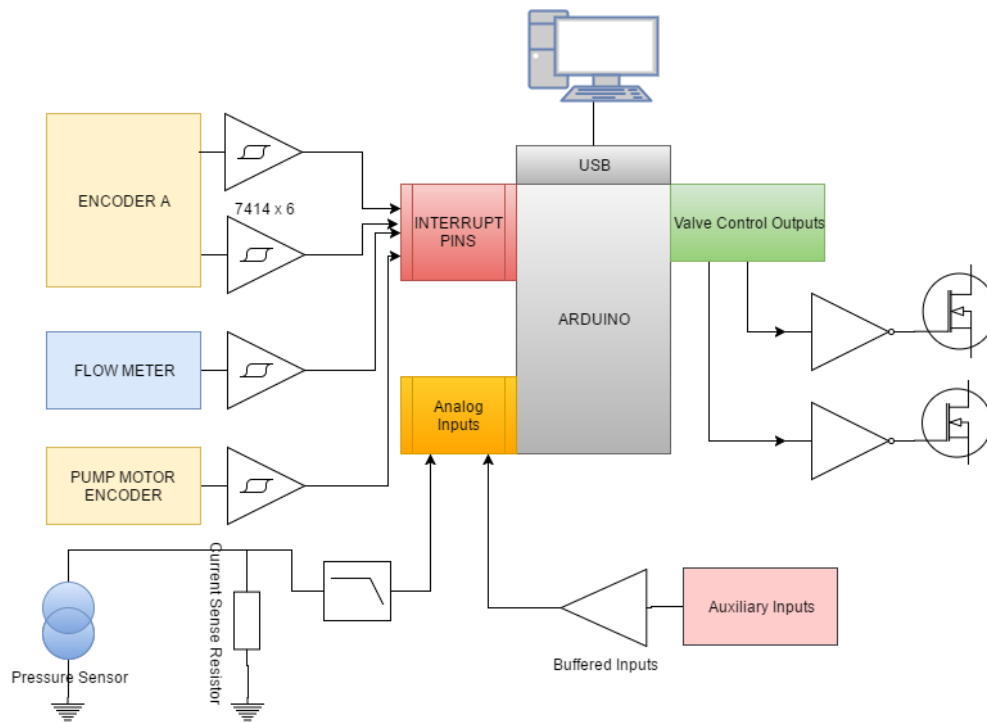 USB
ENCODER A
7414 x 6
INTERRUPT
PINS
Valve Control Outputs
ARDUINO
FLOW METER
Analog
Inputs
PUMP MOTOR
ENCODER
Current Sense
Resistor
Pressure Sensor
Auxiliary Inputs
Buffered Inputs